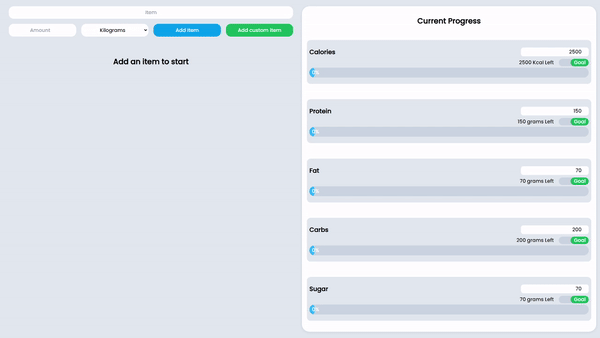 Item
Amount
Kilograms
Add item
Add custom item
Add an item to start
Current Progress
Calories
2500
2500 Kcal Left
Goal
0%
Protein
150
150 grams Left
Goal
0%
Fat
70
70 grams Left
Goal
0%
Carbs
200
200 grams Left
Goal
0%
Sugar
70
70 grams Left
Goal
0%